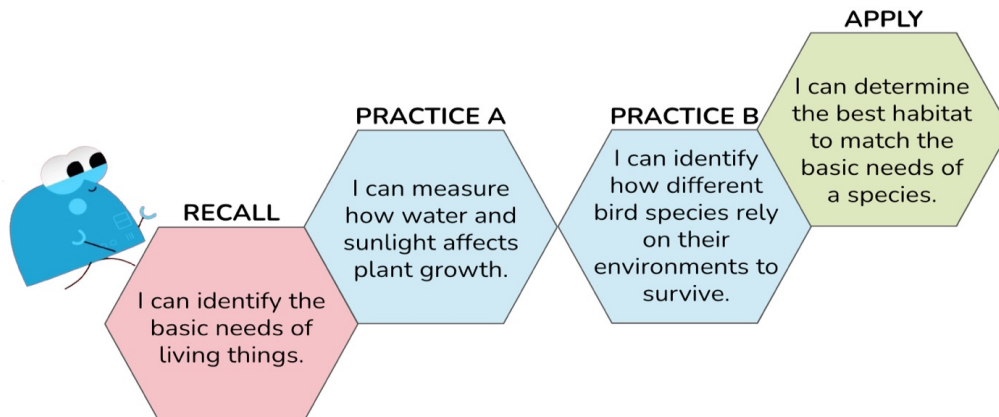 RECALL
I can identify the
basic needs of
living things.
PRACTICE A
I can measure
how water and
sunlight affects
plant growth.
PRACTICE B
I can identify
how different
bird species rely
on their
environments to
survive.
APPLY
I can determine
the best habitat
to match the
basic needs of
a species.